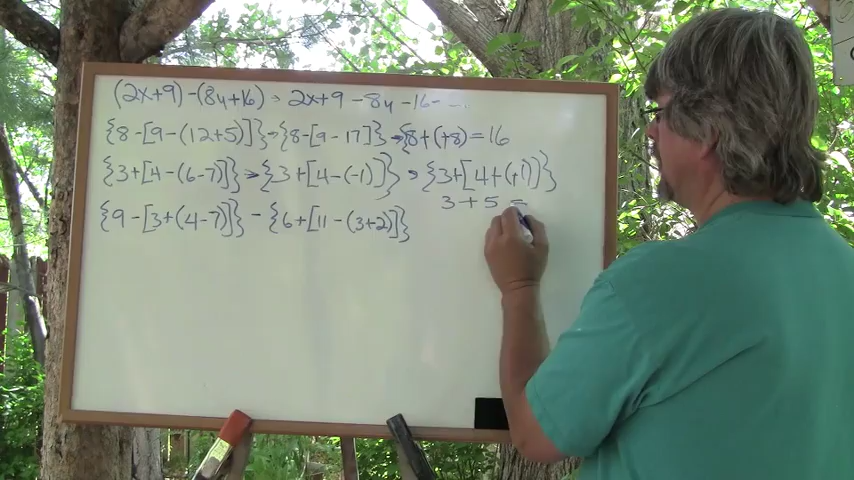 (2x+9)-(8y+16) → 2x+9-8y-16- - ..
{8-[9-(12+5)]}→{8-[9-17]}→{8+(+8)=16
{3+[4-(6-7)]}→{3+[4-(-1)]}→{3+[4+(+1)]}
3+5=
{9-[3+(4-7)]}-{6+[11-(3+2)]}